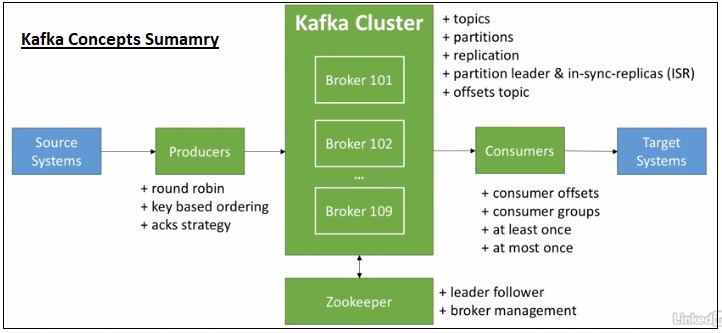 Kafka Concepts Sumamry
Kafka Cluster
Broker 101
Broker 102
...
Broker 109
+ topics
+ partitions
+ replication
+ partition leader & in-sync-replicas (ISR)
+ offsets topic
Source
Systems
Producers
+ round robin
+ key based ordering
+ acks strategy
Consumers
+ consumer offsets
+ consumer groups
+ at least once
+ at most once
Target
Systems
Zookeeper
+ leader follower
+ broker management